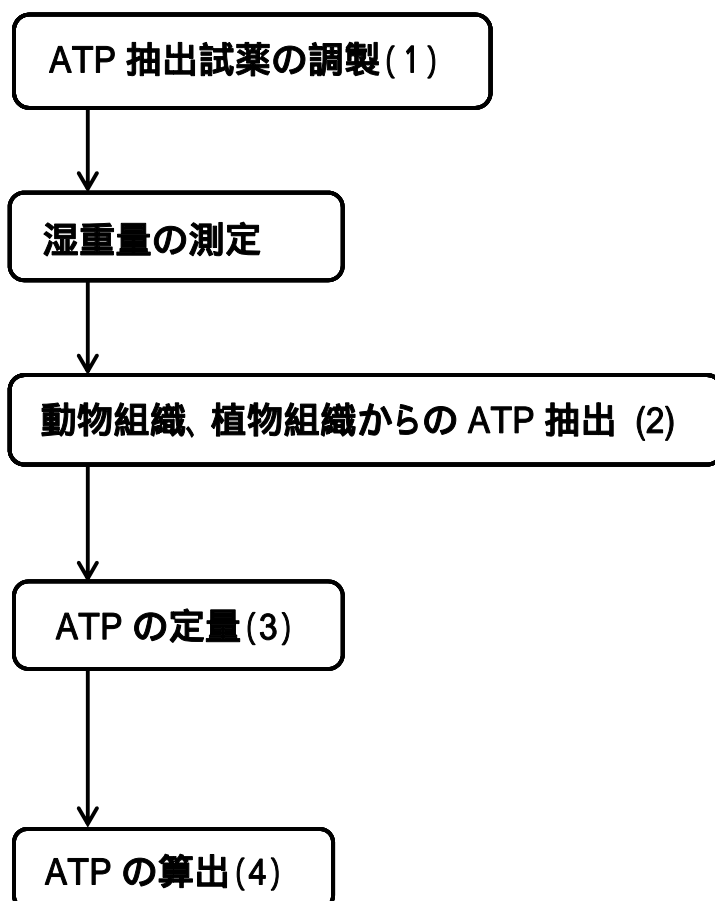 ATP 抽出試薬の調製(1)
湿重量の測定
動物組織、植物組織からの ATP 抽出 (2)
ATP の定量(3)
ATP の算出(4)